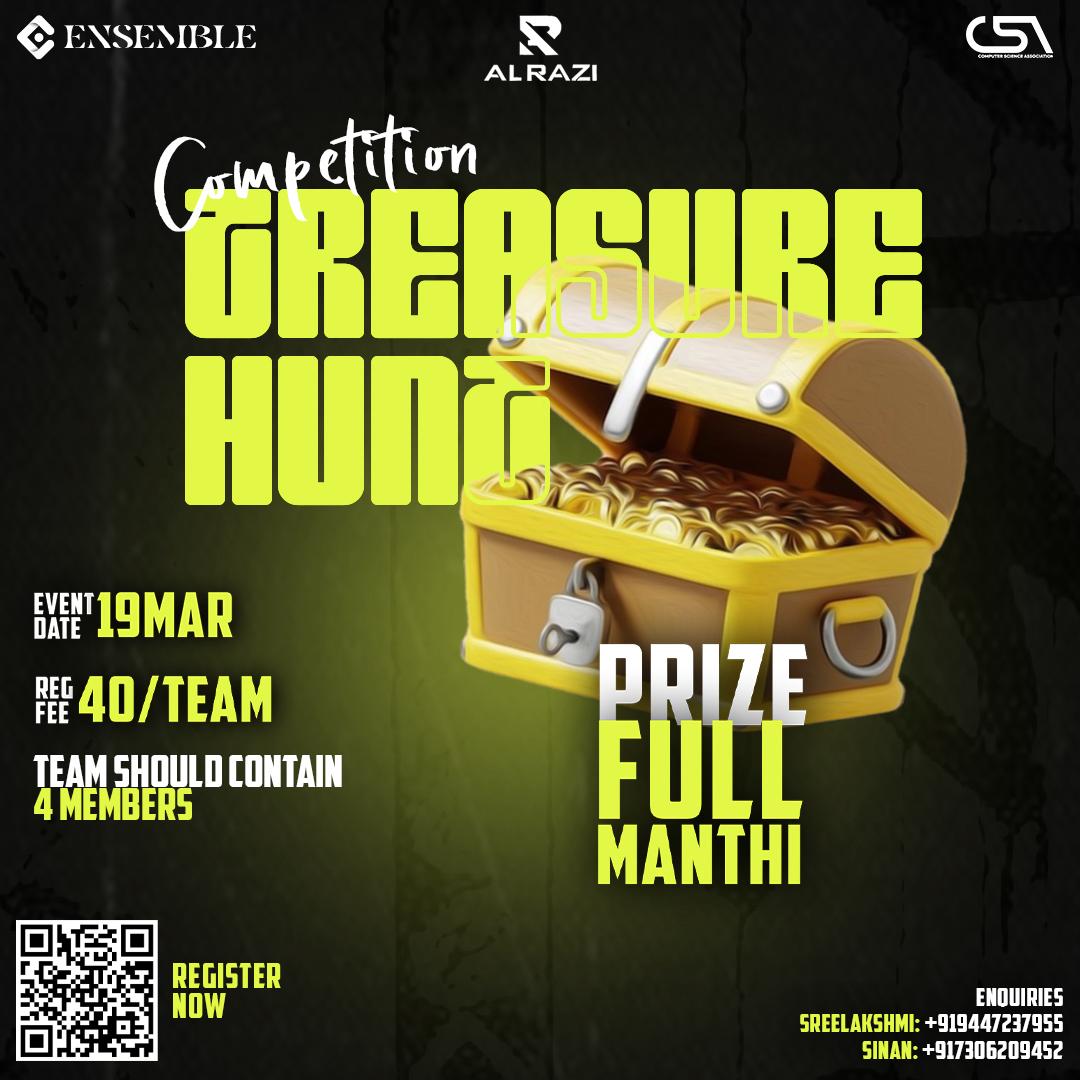 ENSEMBLE
ALRAZI
CSA
COMPUTER SCIENCE ASSOCIATION
Competition
TREASURE
HUNT
EVENT DATE 19MAR
REG FEE 40/TEAM
TEAM SHOULD CONTAIN
4 MEMBERS
PRIZE
FULL
MANTHI
REGISTER
NOW
ENQUIRIES
SREELAKSHMI: +919447237955
SINAN: +917306209452